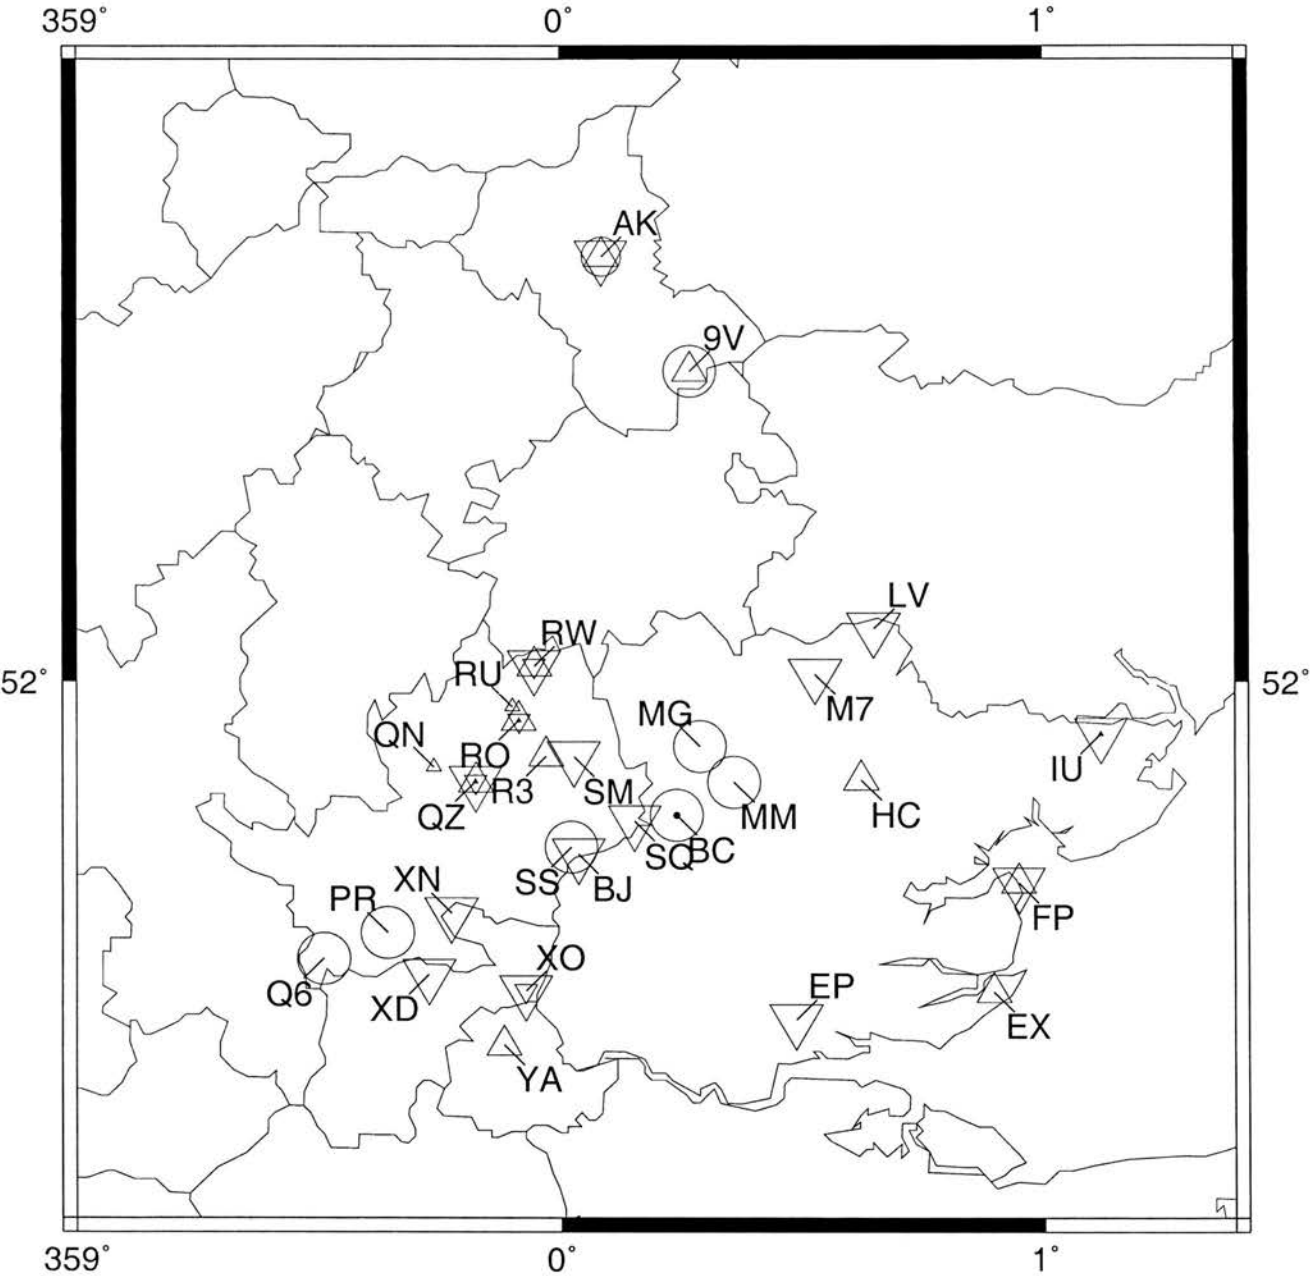 359° 0° 1°
AK
9V
LV
RW
RU
52° 52°
M7
MG
QN
RO
IU
R3
SM
QZ
MM
HC
SQ
BC
SS
BJ
XN
PR
FP
XO
Q6
XD
EP
EX
YA
359° 0° 1°